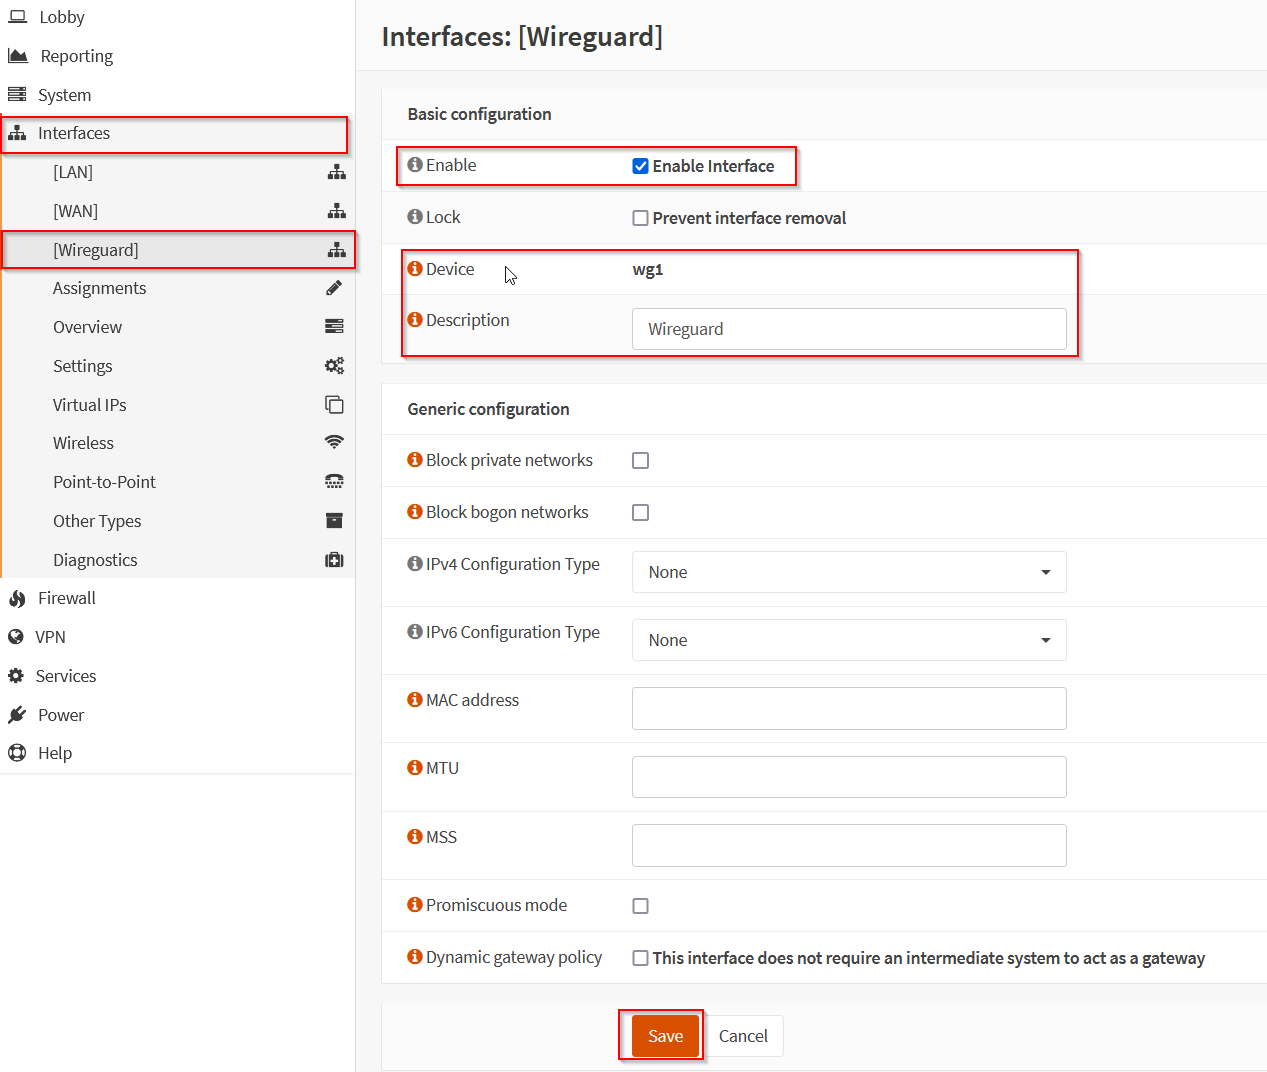 Lobby
Reporting
System
Interfaces
[LAN]
[WAN]
[Wireguard]
Assignments
Overview
Settings
Virtual IPs
Wireless
Point-to-Point
Other Types
Diagnostics
Firewall
VPN
Services
Power
Help
Interfaces: [Wireguard]
Basic configuration
Enable Enable Interface
Lock Prevent interface removal
Device wg1
Description Wireguard
Generic configuration
Block private networks
Block bogon networks
IPv4 Configuration Type None
IPv6 Configuration Type None
MAC address
MTU
MSS
Promiscuous mode
Dynamic gateway policy This interface does not require an intermediate system to act as a gateway
Save Cancel